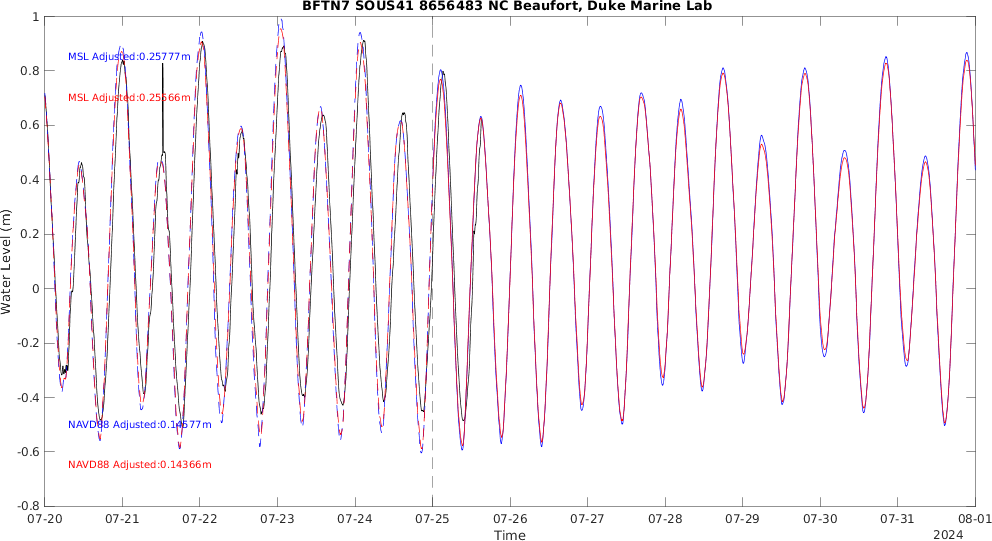 BFTN7 SOUS41 8656483 NC Beaufort, Duke Marine Lab
1
MSL Adjusted:0.25777m
0.8
MSL Adjusted:0.25566m
0.6
0.4
0.2
Water Level (m)
0
-0.2
-0.4
NAVD88 Adjusted:0.14577m
-0.6
NAVD88 Adjusted:0.14366m
-0.8
07-20 07-21 07-22 07-23 07-24 07-25 07-26 07-27 07-28 07-29 07-30 07-31 08-01
Time
2024